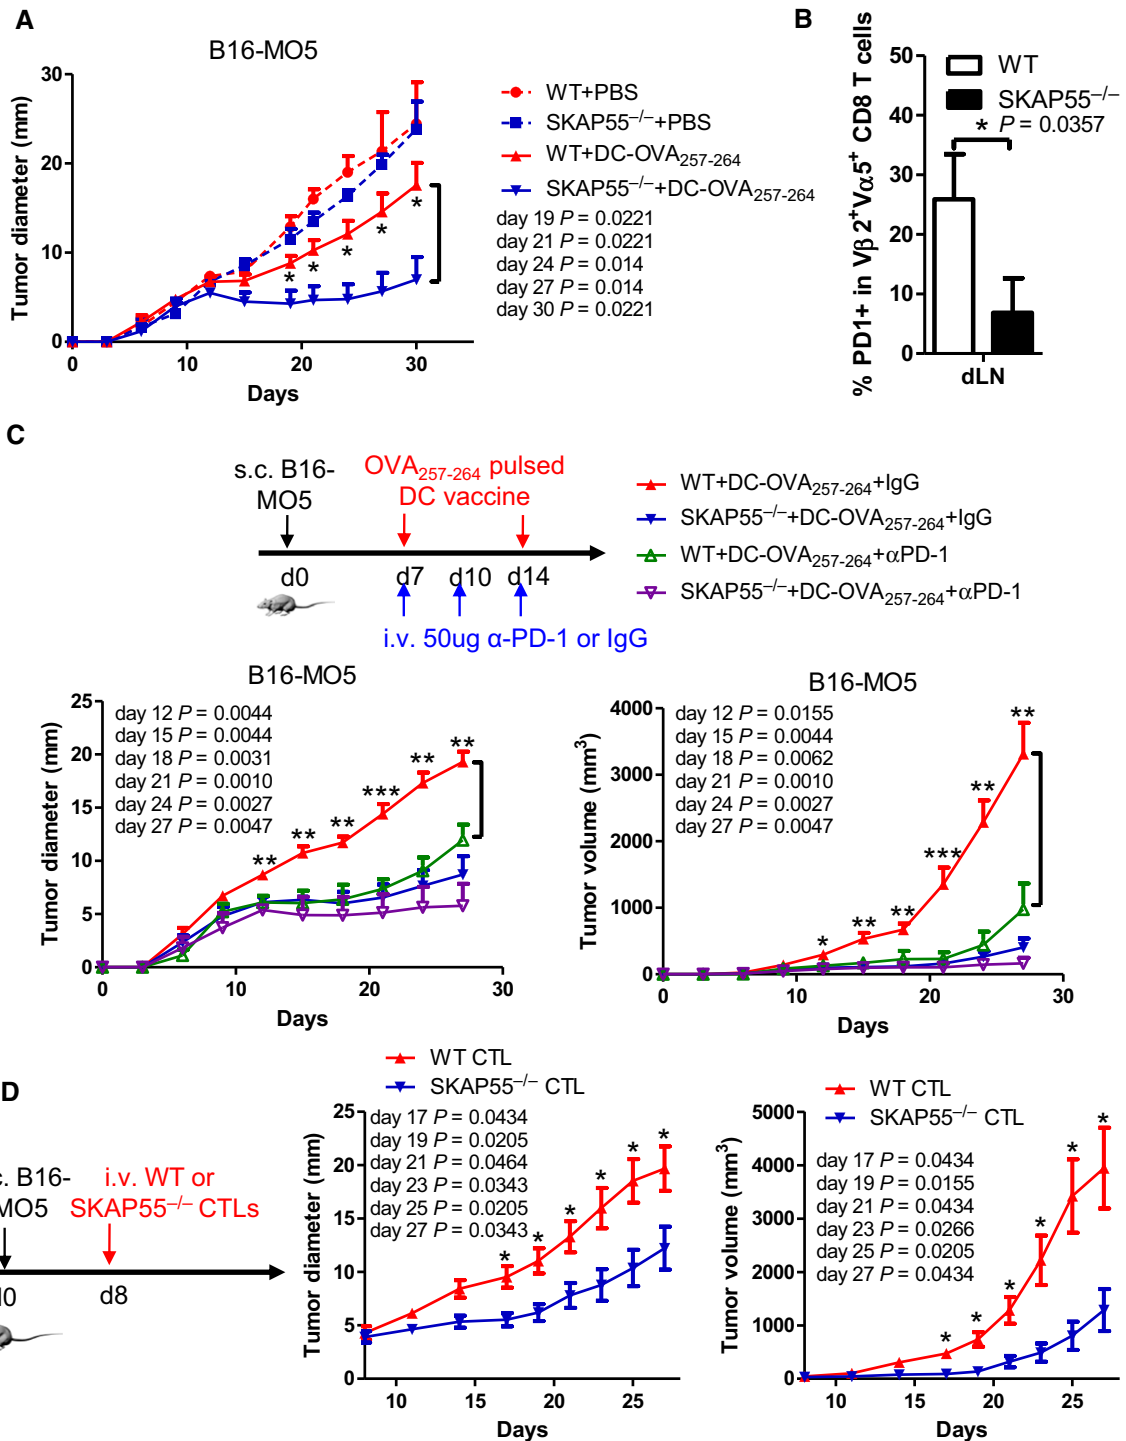 A
B16-MO5
Tumor diameter (mm)
30
20
10
0
0 10 20 30
Days
WT+PBS
SKAP55–/–+PBS
WT+DC-OVA257-264
SKAP55–/–+DC-OVA257-264
day 19 P = 0.0221
day 21 P = 0.0221
day 24 P = 0.014
day 27 P = 0.014
day 30 P = 0.0221
* * * * *
B
% PD1+ in Vβ 2+Vα5+ CD8 T cells
50
40
30
20
10
0
WT
SKAP55–/–
* P = 0.0357
dLN
C
s.c. B16-
MO5
OVA257-264 pulsed
DC vaccine
d0 d7 d10 d14
i.v. 50ug α-PD-1 or IgG
WT+DC-OVA257-264+IgG
SKAP55–/–+DC-OVA257-264+IgG
WT+DC-OVA257-264+αPD-1
SKAP55–/–+DC-OVA257-264+αPD-1
B16-MO5
Tumor diameter (mm)
25
20
15
10
5
0
0 10 20 30
Days
day 12 P = 0.0044
day 15 P = 0.0044
day 18 P = 0.0031
day 21 P = 0.0010
day 24 P = 0.0027
day 27 P = 0.0047
** ** ** *** ** **
B16-MO5
Tumor volume (mm3)
4000
3000
2000
1000
0
0 10 20 30
Days
day 12 P = 0.0155
day 15 P = 0.0044
day 18 P = 0.0062
day 21 P = 0.0010
day 24 P = 0.0027
day 27 P = 0.0047
* ** ** *** ** **
D
c. B16-
MO5
i.v. WT or
SKAP55–/– CTLs
d0 d8
WT CTL
SKAP55–/– CTL
Tumor diameter (mm)
25
20
15
10
5
0
10 15 20 25
Days
day 17 P = 0.0434
day 19 P = 0.0205
day 21 P = 0.0464
day 23 P = 0.0343
day 25 P = 0.0205
day 27 P = 0.0343
* * * * * *
WT CTL
SKAP55–/– CTL
Tumor volume (mm3)
5000
4000
3000
2000
1000
0
10 15 20 25
Days
day 17 P = 0.0434
day 19 P = 0.0155
day 21 P = 0.0434
day 23 P = 0.0266
day 25 P = 0.0205
day 27 P = 0.0434
* * * * * *